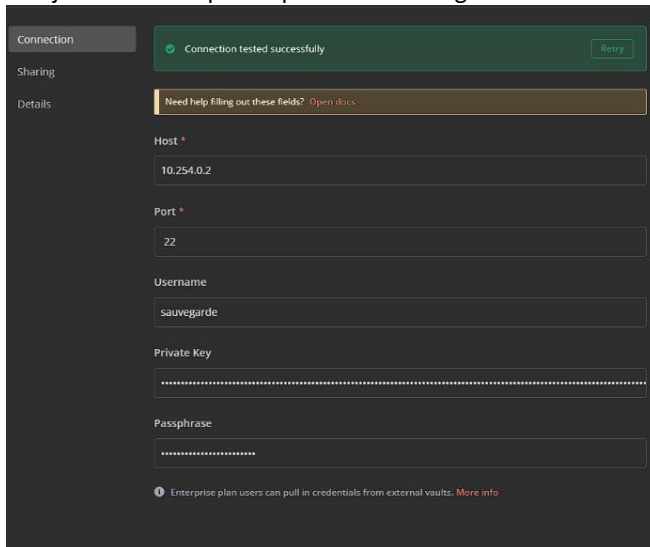 Connection
Sharing
Details
Connection tested successfully
Retry
Need help filling out these fields? Open docs
Host *
10.254.0.2
Port *
22
Username
sauvegarde
Private Key
Passphrase
Enterprise plan users can pull in credentials from external vaults. More info